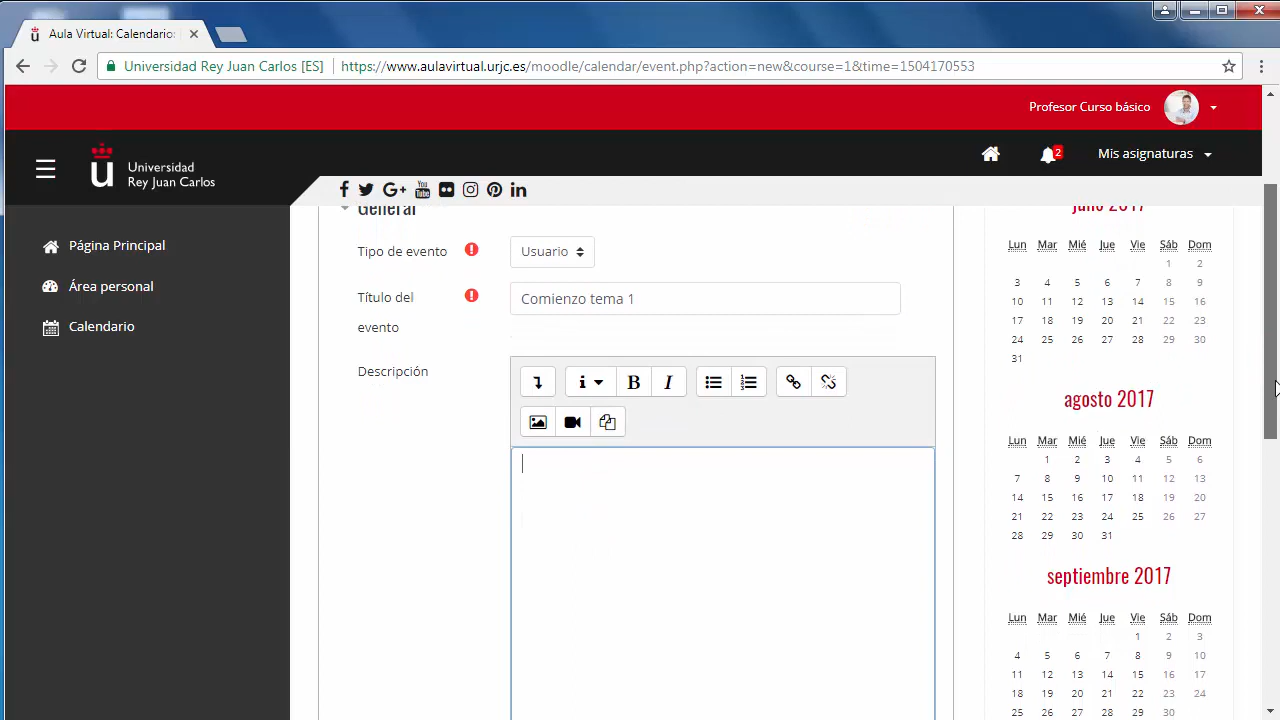 Aula Virtual: Calendario:
Universidad Rey Juan Carlos [ES]
https://www.aulavirtual.urjc.es/moodle/calendar/event.php?action=new&course=1&time=1504170553
Profesor Curso básico
Universidad
Rey Juan Carlos
2
Mis asignaturas
You
Tube
Página Principal
Área personal
Calendario
General
Tipo de evento
Usuario
Título del
evento
Comienzo tema 1
Descripción
B I
julio 2017
Lun Mar Mié Jue Vie Sáb Dom
1 2
3 4 5 6 7 8 9
10 11 12 13 14 15 16
17 18 19 20 21 22 23
24 25 26 27 28 29 30
31
agosto 2017
Lun Mar Mié Jue Vie Sáb Dom
1 2 3 4 5 6
7 8 9 10 11 12 13
14 15 16 17 18 19 20
21 22 23 24 25 26 27
28 29 30 31
septiembre 2017
Lun Mar Mié Jue Vie Sáb Dom
1 2 3
4 5 6 7 8 9 10
11 12 13 14 15 16 17
18 19 20 21 22 23 24
25 26 27 28 29 30